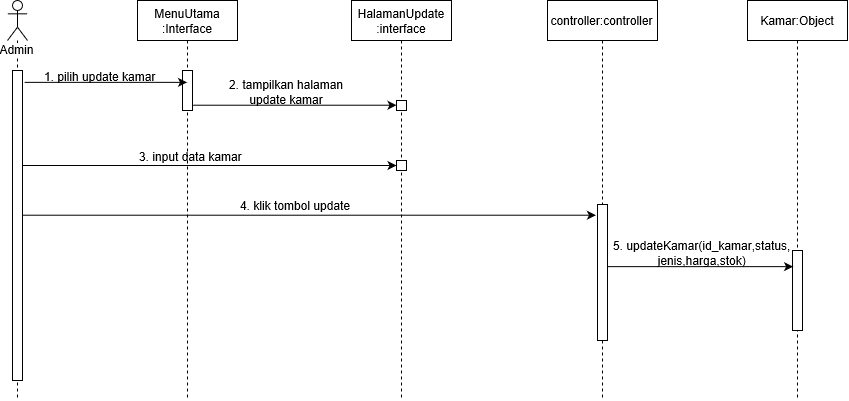 MenuUtama
:Interface
HalamanUpdate
:interface
controller:controller
Kamar:Object
Admin
1. pilih update kamar
2. tampilkan halaman
update kamar
3. input data kamar
4. klik tombol update
5. updateKamar(id_kamar,status,
jenis,harga,stok)